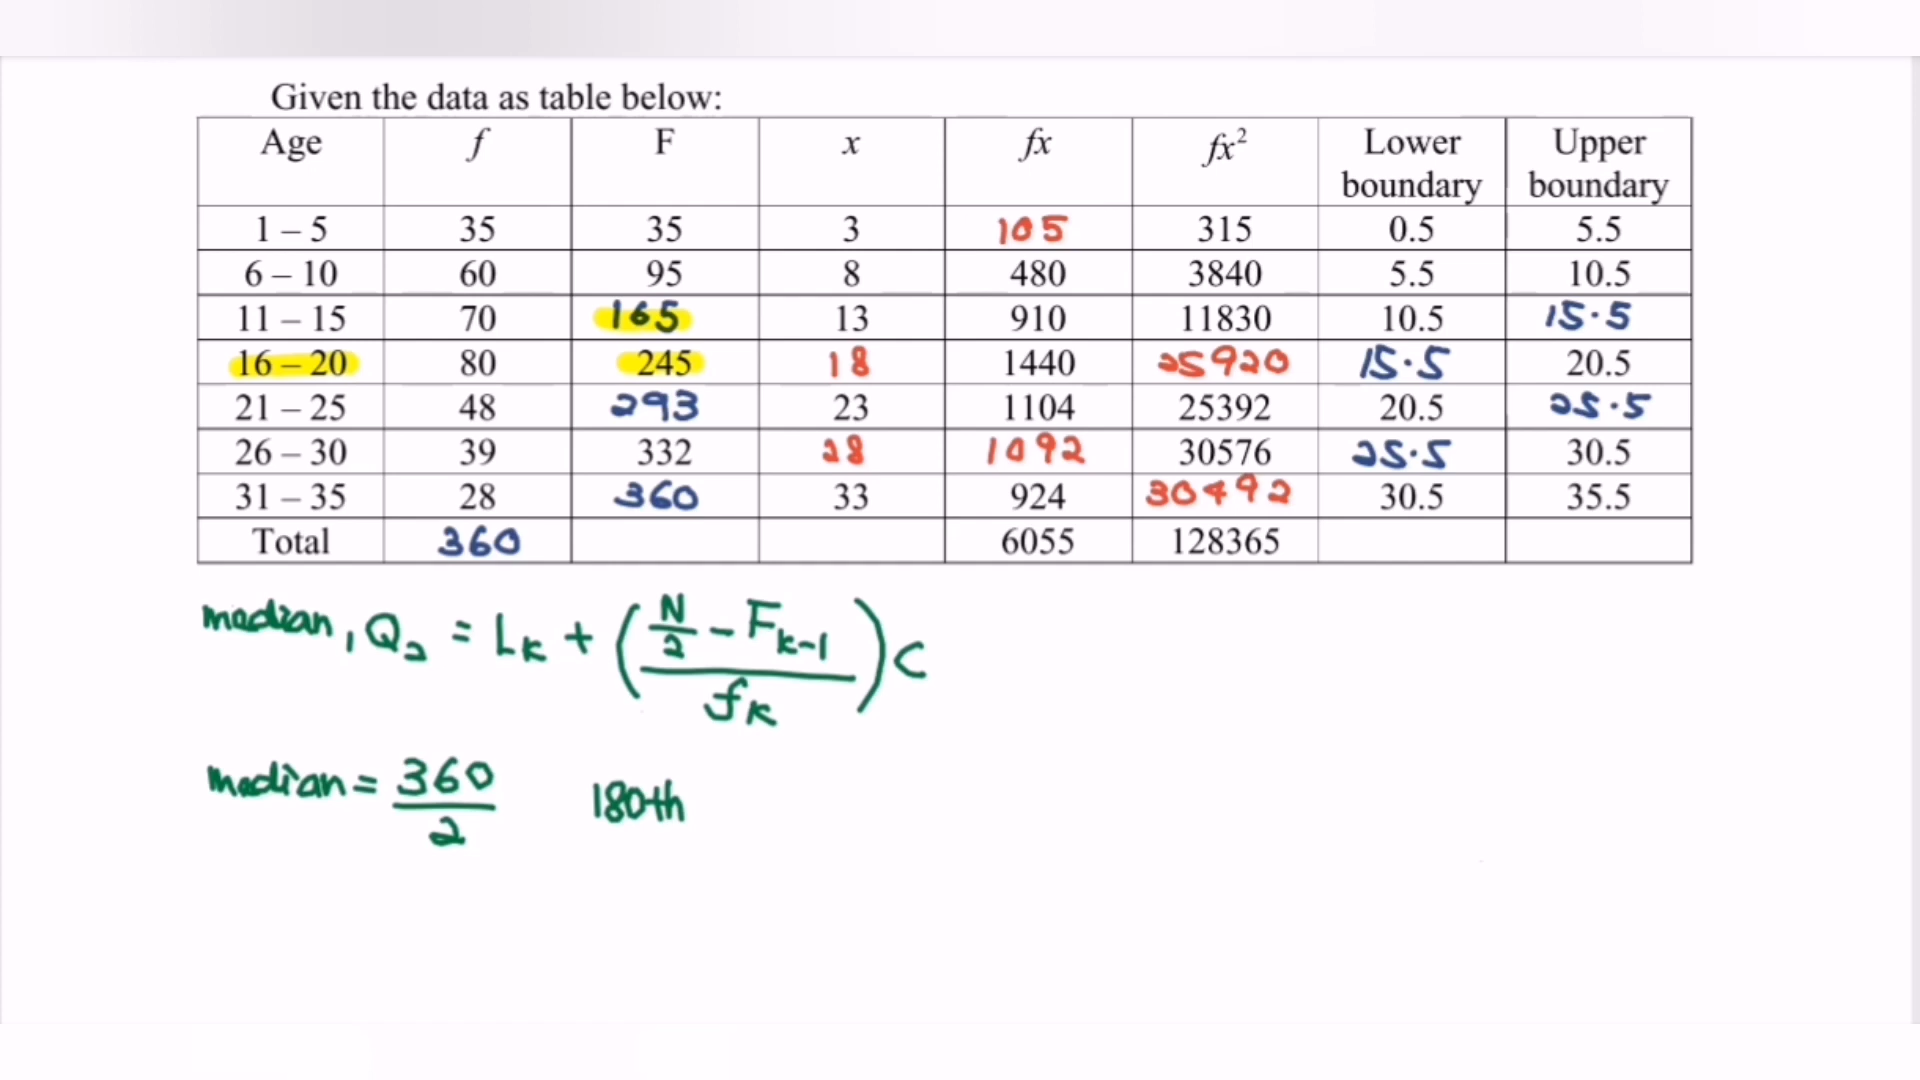 Given the data as table below:
Age f F x fx fx² Lower boundary Upper boundary
1 – 5 35 35 3 105 315 0.5 5.5
6 – 10 60 95 8 480 3840 5.5 10.5
11 – 15 70 165 13 910 11830 10.5 15.5
16 – 20 80 245 18 1440 25920 15.5 20.5
21 – 25 48 293 23 1104 25392 20.5 25.5
26 – 30 39 332 28 1092 30576 25.5 30.5
31 – 35 28 360 33 924 30492 30.5 35.5
Total 360 6055 128365
median, Q₂ = Lₖ + ( (N/2 – Fₖ₋₁) / fₖ ) C
median = 360/2 180th